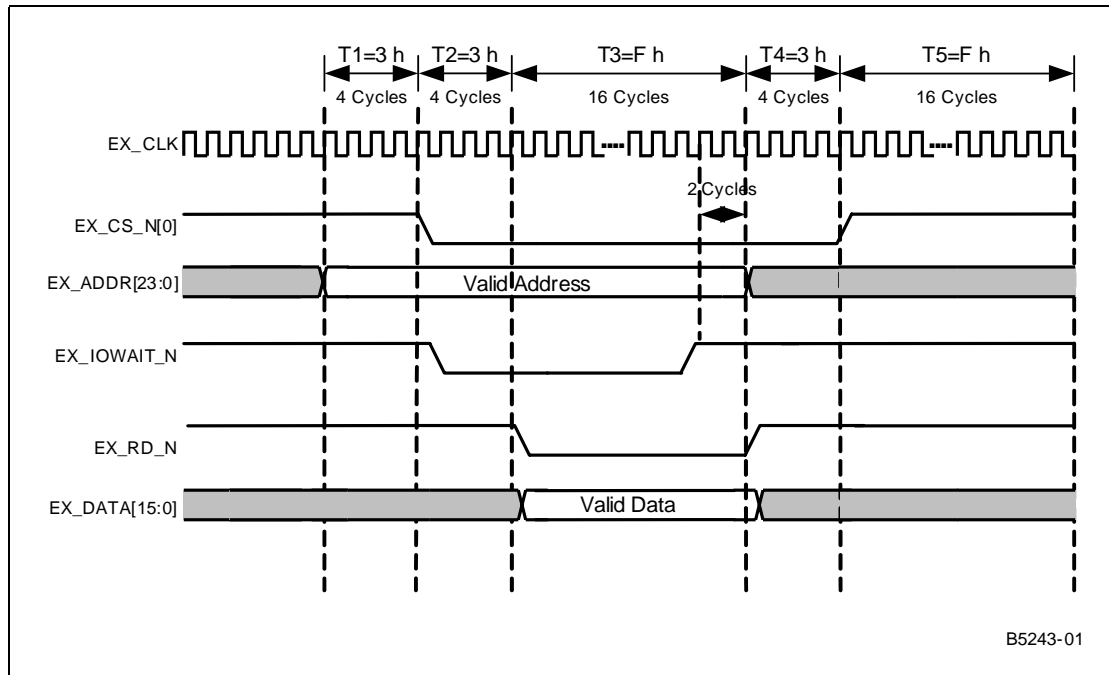 T1=3 h T2=3 h T3=F h T4=3 h T5=F h
4 Cycles 4 Cycles 16 Cycles 4 Cycles 16 Cycles
EX_CLK
2 Cycles
EX_CS_N[0]
EX_ADDR[23:0] Valid Address
EX_IOWAIT_N
EX_RD_N
EX_DATA[15:0] Valid Data
B5243-01